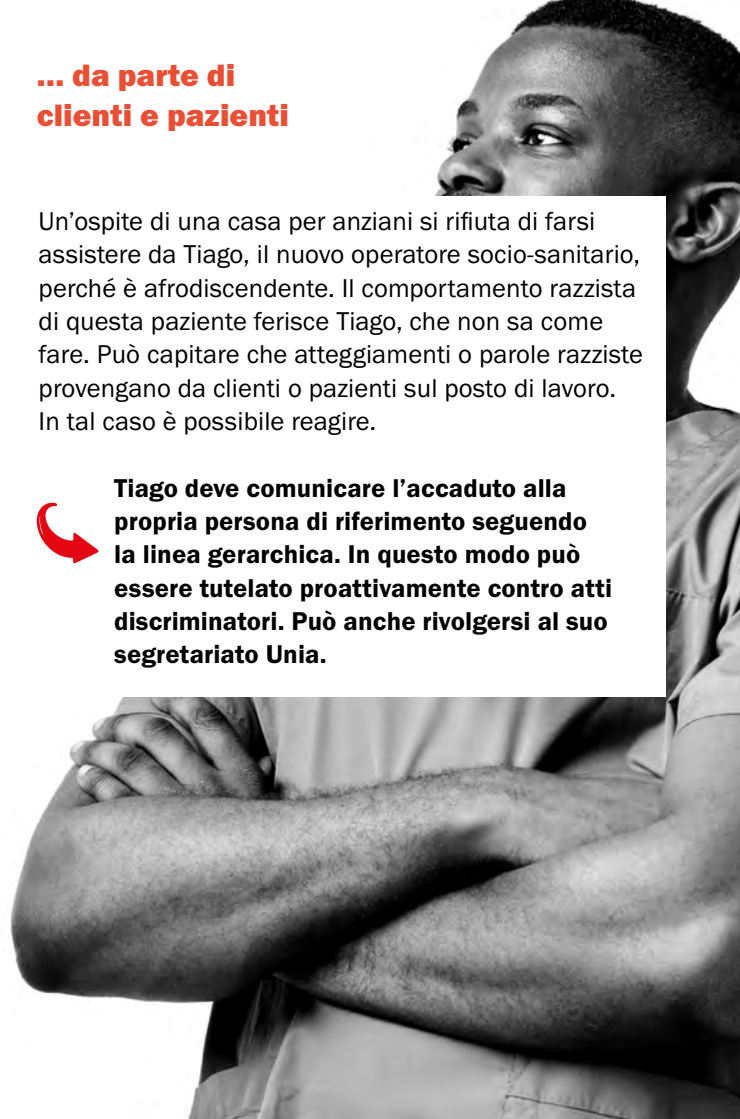 ... da parte di
clienti e pazienti
Un’ospite di una casa per anziani si rifiuta di farsi
assistere da Tiago, il nuovo operatore socio-sanitario,
perché è afrodiscendente. Il comportamento razzista
di questa paziente ferisce Tiago, che non sa come
fare. Può capitare che atteggiamenti o parole razziste
provengano da clienti o pazienti sul posto di lavoro.
In tal caso è possibile reagire.
Tiago deve comunicare l’accaduto alla
propria persona di riferimento seguendo
la linea gerarchica. In questo modo può
essere tutelato proattivamente contro atti
discriminatori. Può anche rivolgersi al suo
segretariato Unia.